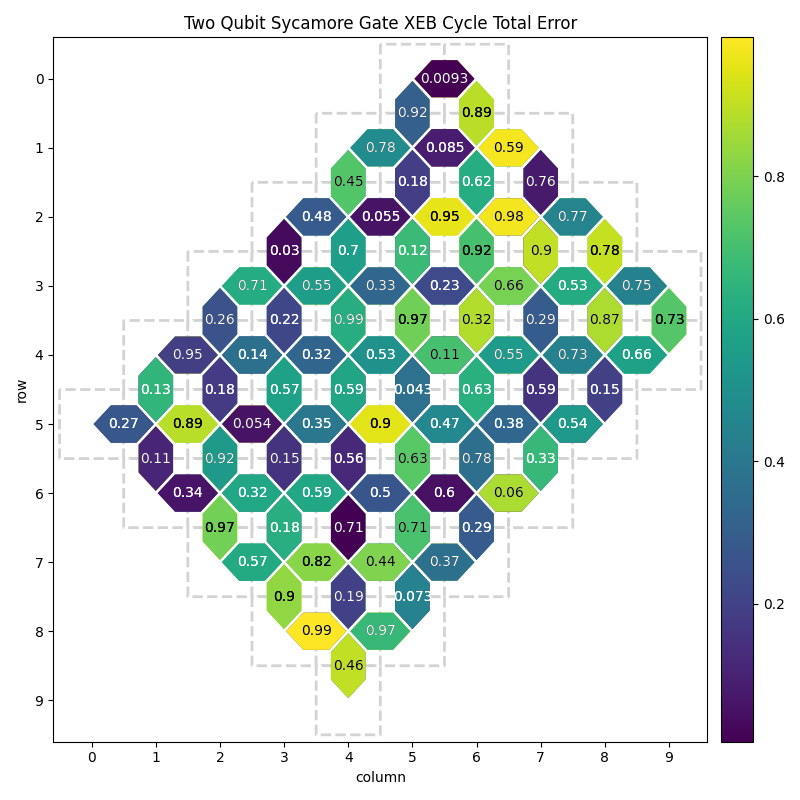 Two Qubit Sycamore Gate XEB Cycle Total Error
0 0.0093
0.92 0.89
1 0.78 0.085 0.59
0.45 0.18 0.62 0.76
0.8
2 0.48 0.055 0.95 0.98 0.77
0.03 0.7 0.12 0.92 0.9 0.78
3 0.71 0.55 0.33 0.23 0.66 0.53 0.75
0.26 0.22 0.99 0.97 0.32 0.29 0.87 0.73
0.6
4 0.95 0.14 0.32 0.53 0.11 0.55 0.73 0.66
row
0.13 0.18 0.57 0.59 0.043 0.63 0.59 0.15
5 0.27 0.89 0.054 0.35 0.9 0.47 0.38 0.54
0.11 0.92 0.15 0.56 0.63 0.78 0.33
0.4
6 0.34 0.32 0.59 0.5 0.6 0.06
0.97 0.18 0.71 0.71 0.29
7 0.57 0.82 0.44 0.37
0.9 0.19 0.073
0.2
8 0.99 0.97
0.46
9
0 1 2 3 4 5 6 7 8 9
column